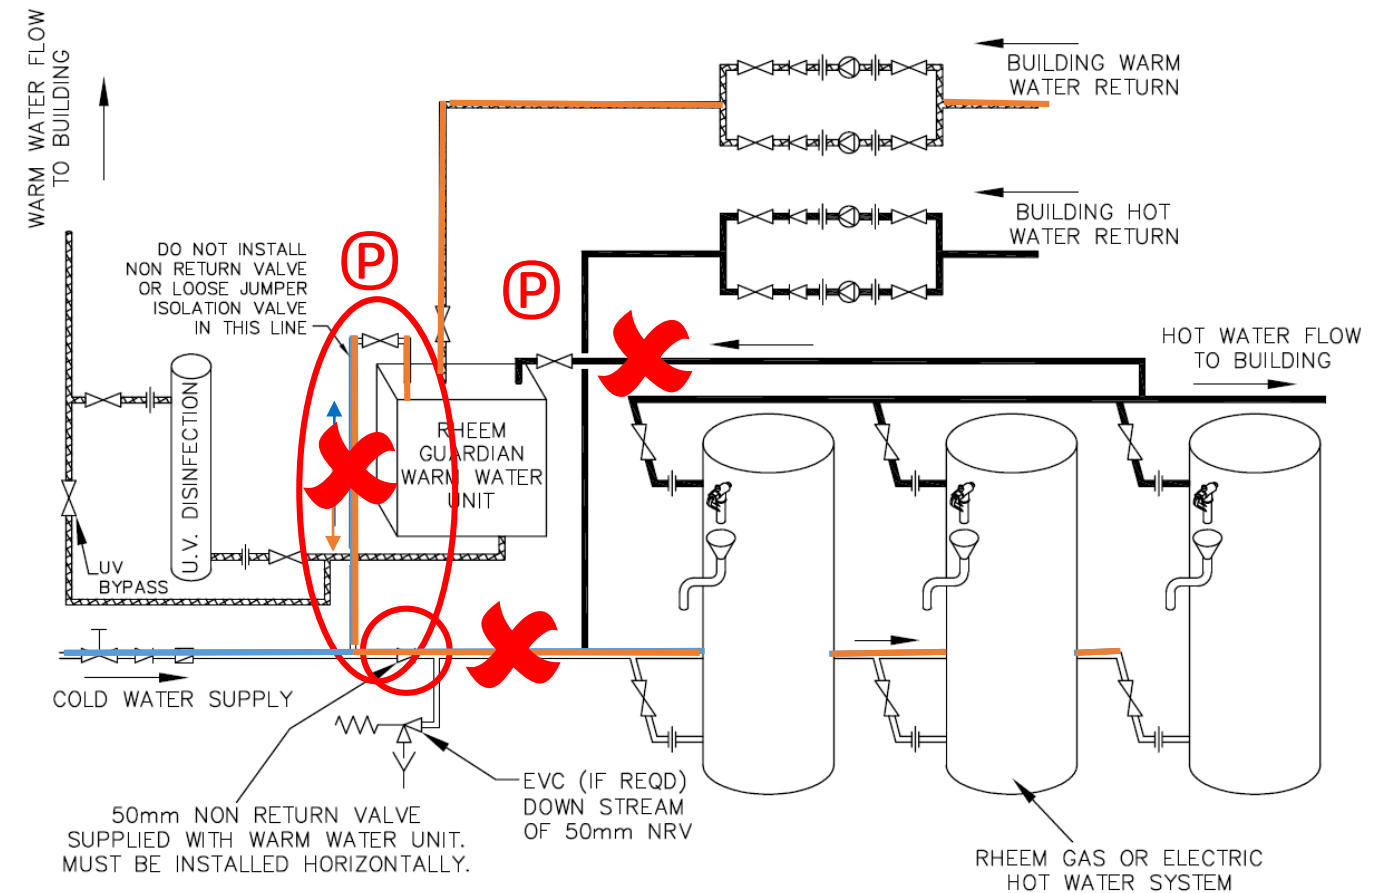 WARM WATER FLOW
TO BUILDING
BUILDING WARM
WATER RETURN
BUILDING HOT
WATER RETURN
DO NOT INSTALL
NON RETURN VALVE
OR LOOSE JUMPER
ISOLATION VALVE
IN THIS LINE
P
P
HOT WATER FLOW
TO BUILDING
U.V. DISINFECTION
RHEEM
GUARDIAN
WARM WATER
UNIT
UV
BYPASS
COLD WATER SUPPLY
EVC (IF REQD)
DOWN STREAM
OF 50mm NRV
50mm NON RETURN VALVE
SUPPLIED WITH WARM WATER UNIT.
MUST BE INSTALLED HORIZONTALLY.
RHEEM GAS OR ELECTRIC
HOT WATER SYSTEM